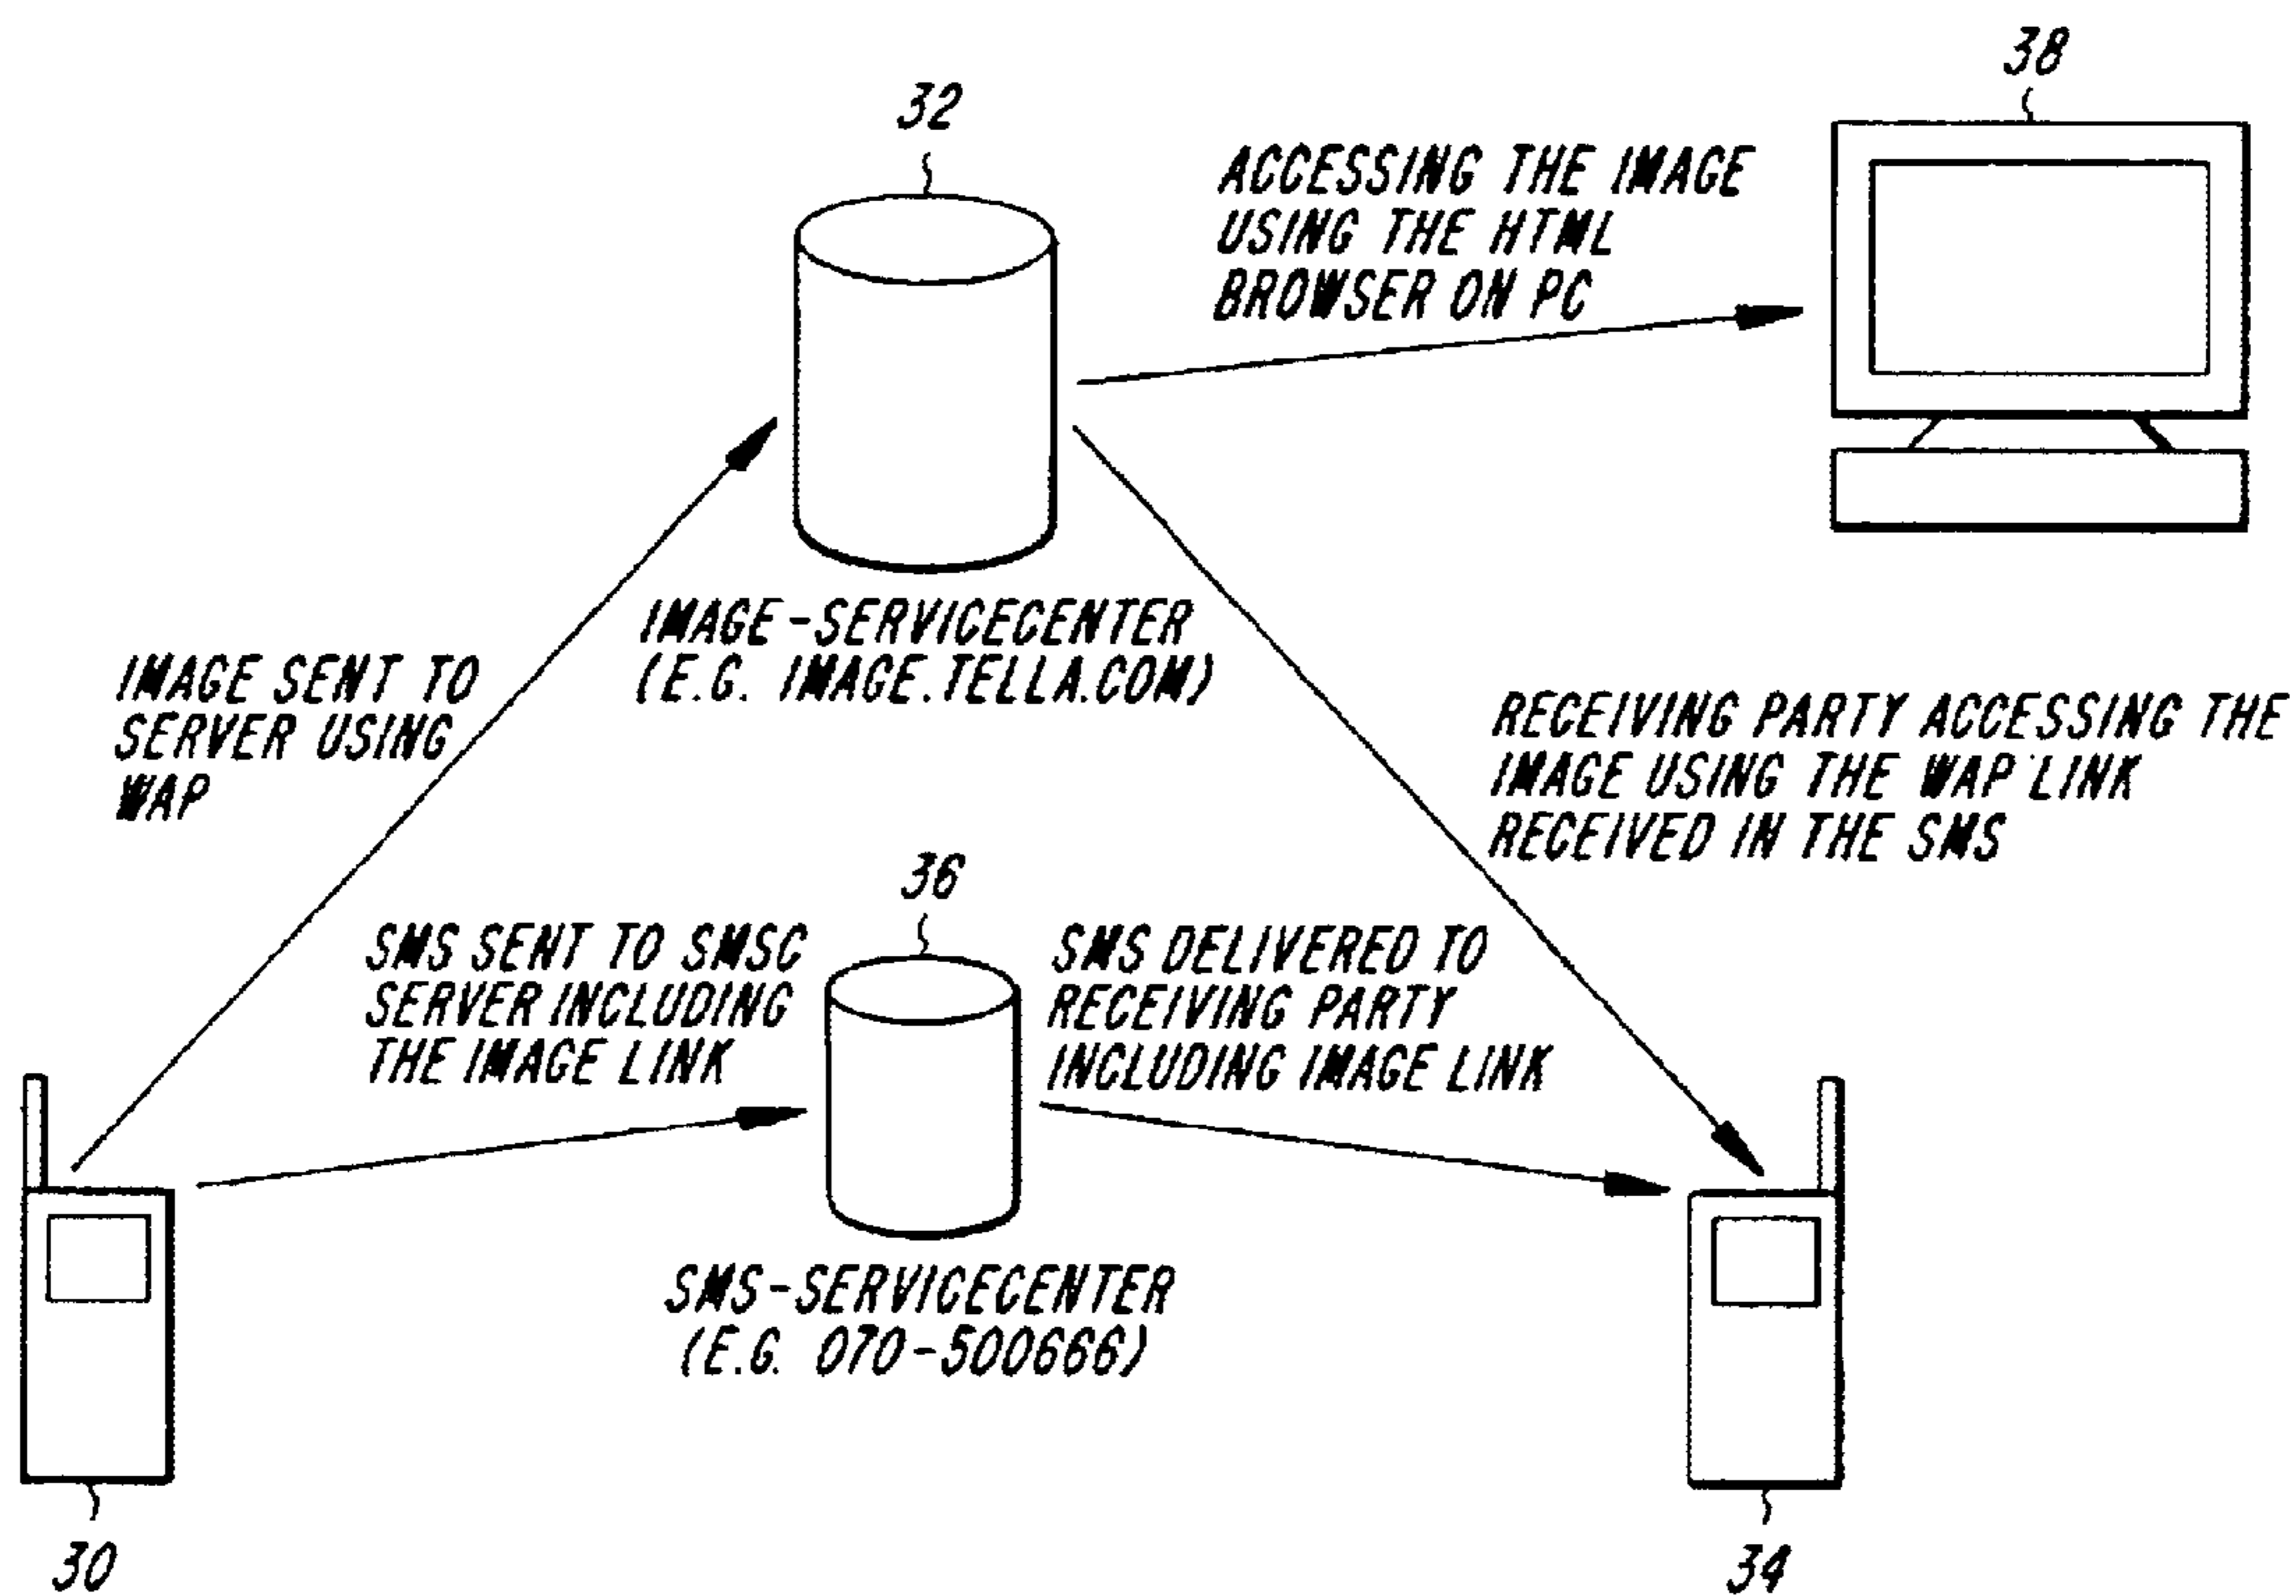 38
32
ACCESSING THE IMAGE
USING THE HTML
BROWSER ON PC
IMAGE-SERVICECENTER
(E.G. IMAGE.TELLA.COM)
IMAGE SENT TO
SERVER USING
WAP
RECEIVING PARTY ACCESSING THE
IMAGE USING THE WAP LINK
RECEIVED IN THE SMS
36
SMS SENT TO SMSC
SERVER INCLUDING
THE IMAGE LINK
SMS DELIVERED TO
RECEIVING PARTY
INCLUDING IMAGE LINK
SMS-SERVICECENTER
(E.G. 070-500666)
30
34